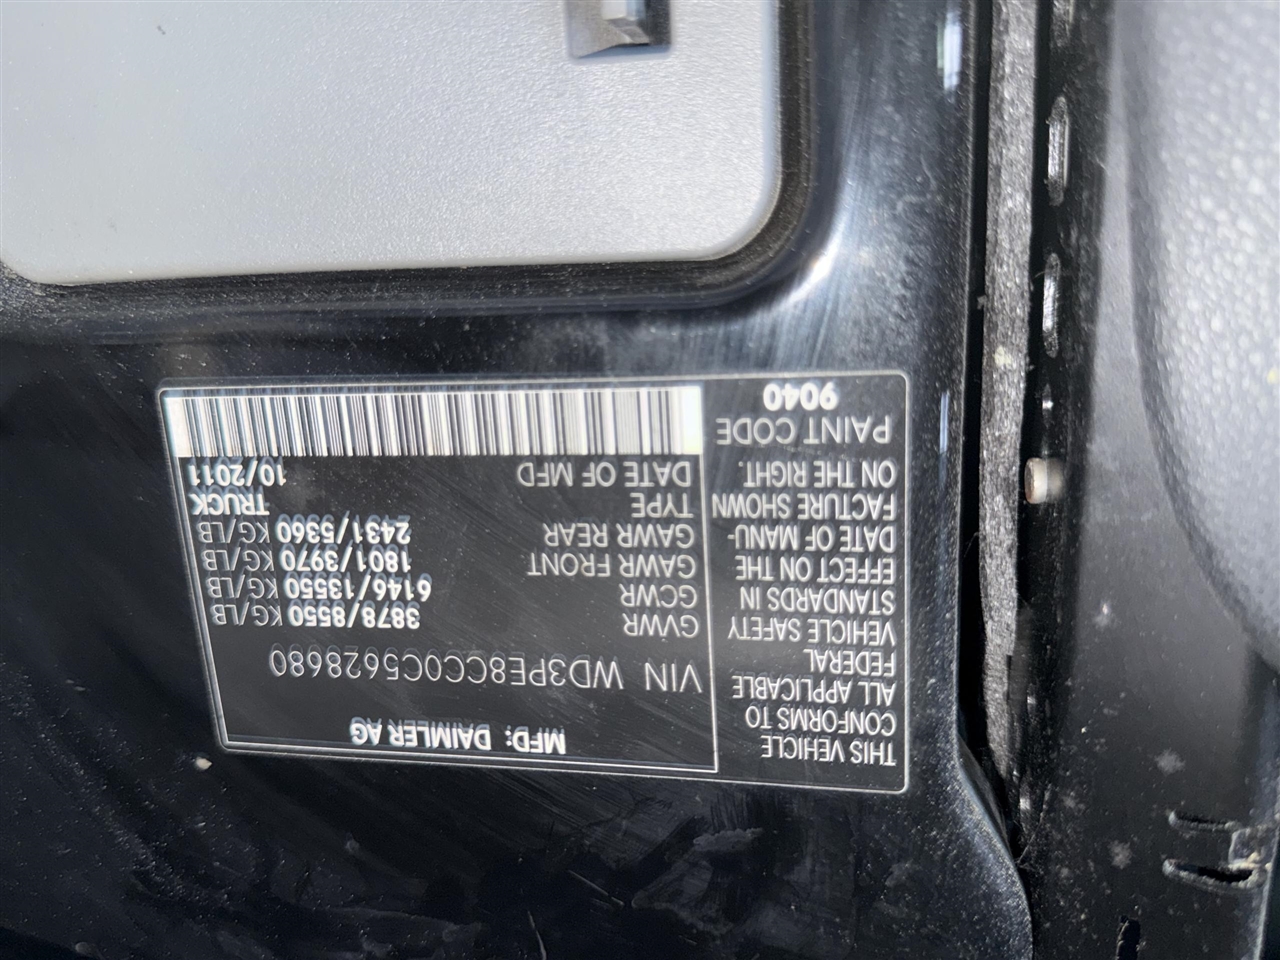 MFD: DAIMLER AG
VIN WD3PE8CC0C5628680
GVWR 3878/8550 KG/LB
GCWR 6146/13550 KG/LB
GAWR FRONT 1801/3970 KG/LB
GAWR REAR 2431/5360 KG/LB
TYPE TRUCK
DATE OF MFD 10/2011
THIS VEHICLE
CONFORMS TO
ALL APPLICABLE
FEDERAL
VEHICLE SAFETY
STANDARDS IN
EFFECT ON THE
DATE OF MANU-
FACTURE SHOWN
ON THE RIGHT.
PAINT CODE
9040